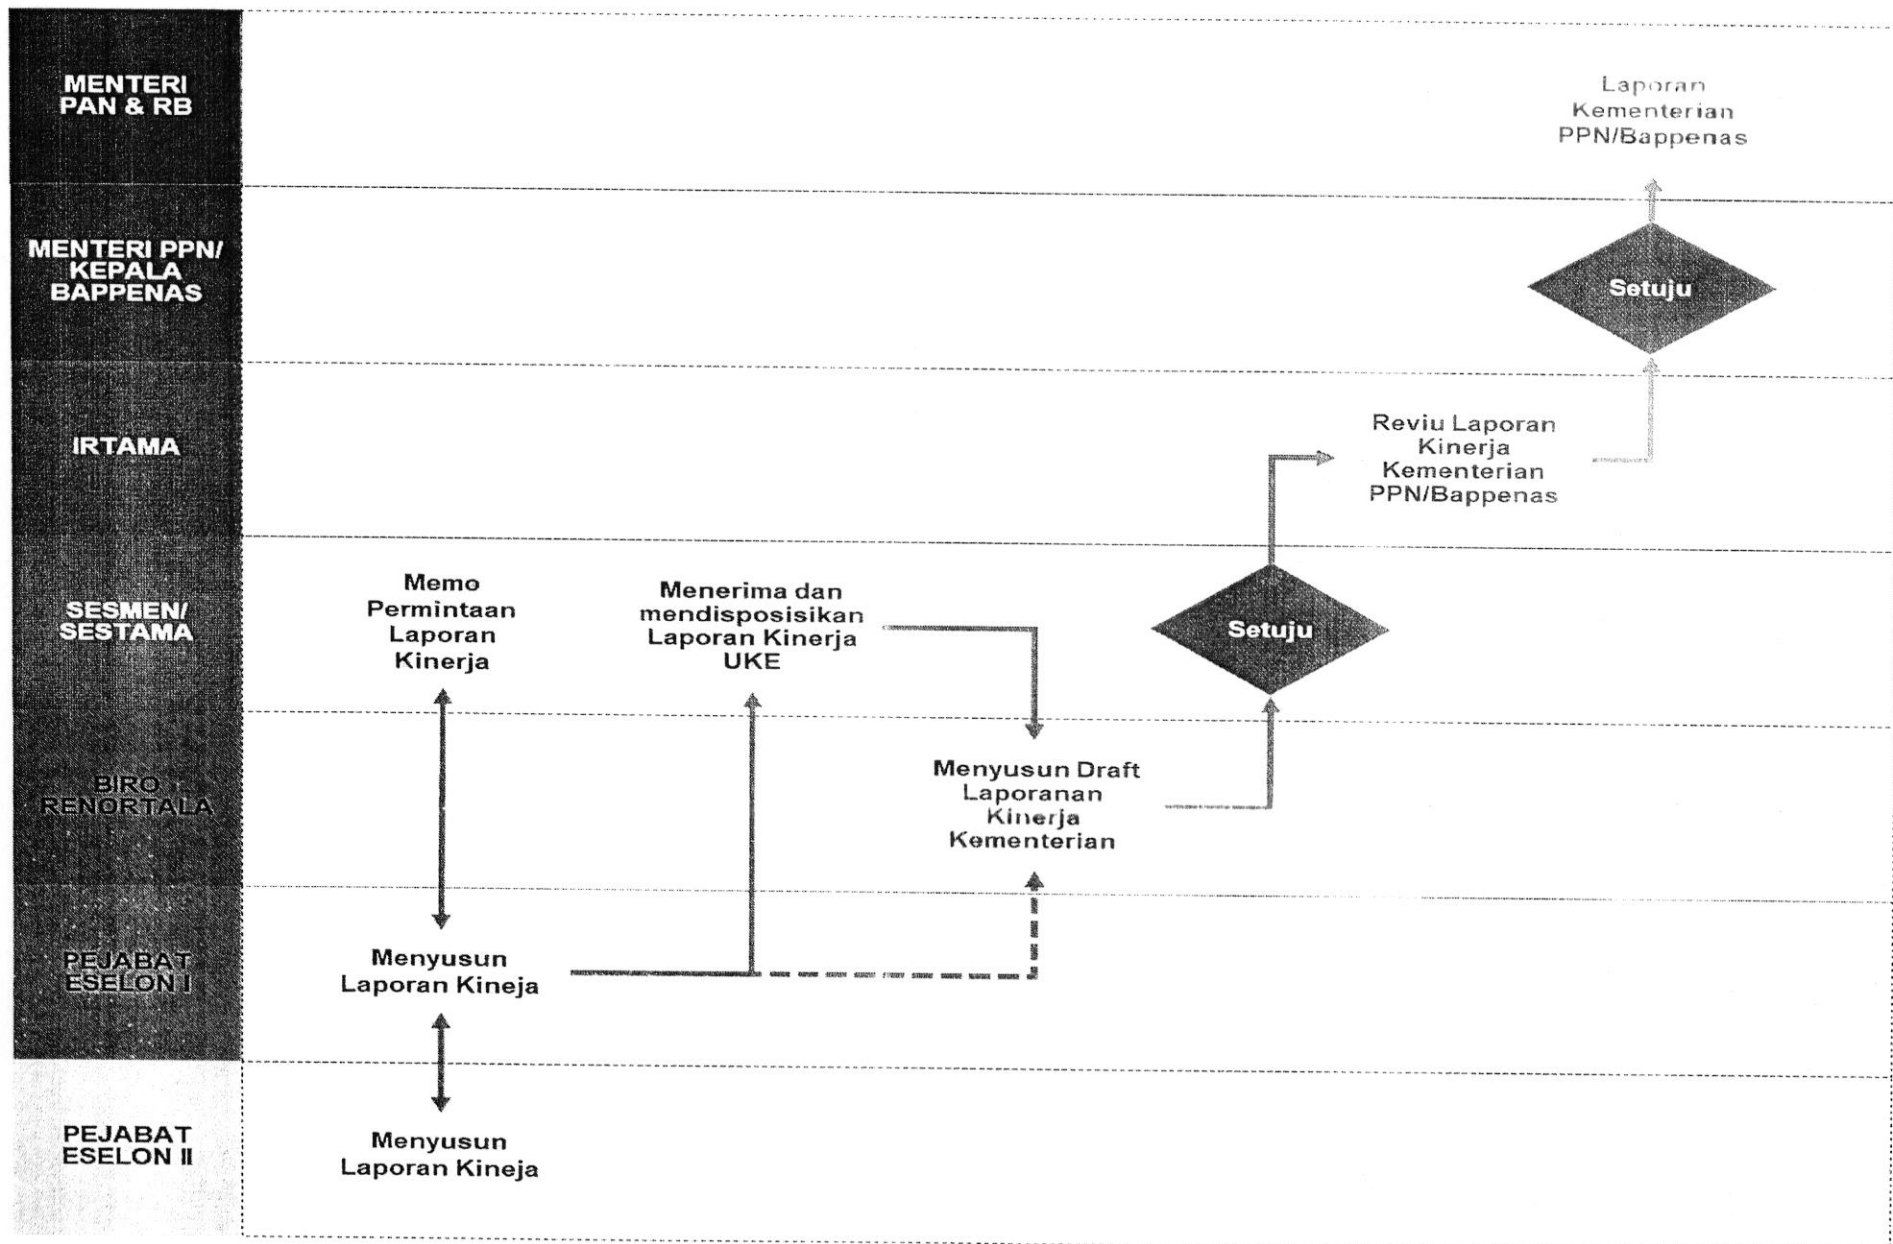 MENTERI
PAN & RB
Laporan
Kementerian
PPN/Bappenas
MENTERI PPN/
KEPALA
BAPPENAS
Setuju
IRTAMA
Reviu Laporan
Kinerja
Kementerian
PPN/Bappenas
SESMEN/
SESTAMA
Memo
Permintaan
Laporan
Kinerja
Menerima dan
mendisposisikan
Laporan Kinerja
UKE
Setuju
BIRO
RENORTALA
Menyusun Draft
Laporanan
Kinerja
Kementerian
PEJABAT
ESELON I
Menyusun
Laporan Kineja
PEJABAT
ESELON II
Menyusun
Laporan Kineja